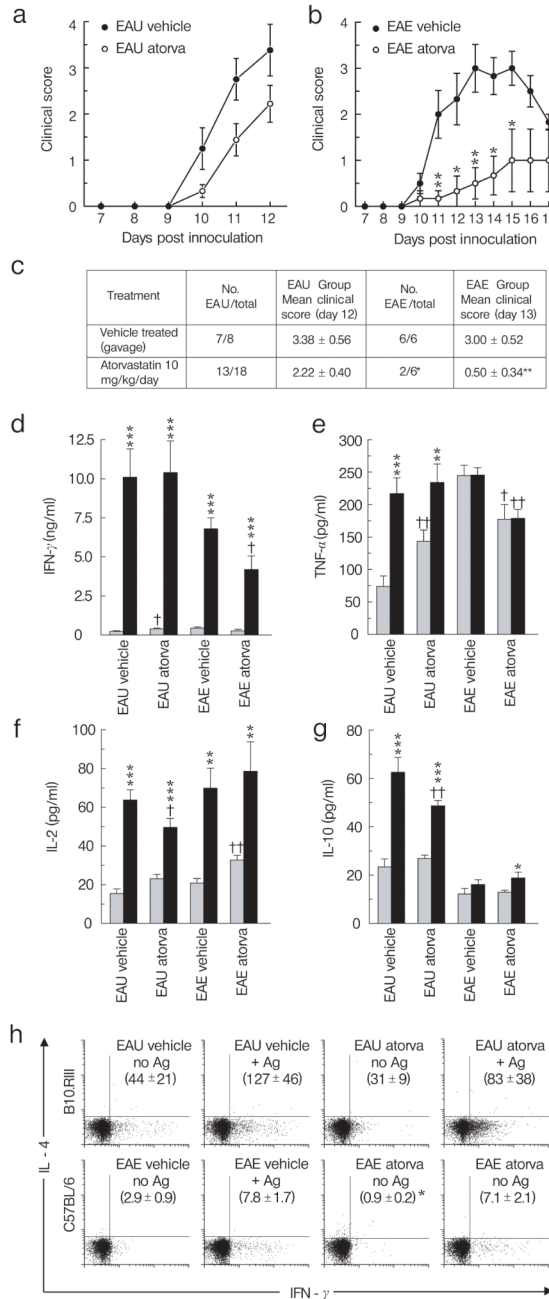 a
EAU vehicle
EAU atorva
Clinical score
4
3
2
1
0
7 8 9 10 11 12
Days post innoculation
b
EAE vehicle
EAE atorva
Clinical score
4
3
2
1
0
* * * * * * * *
7 8 9 10 11 12 13 14 15 16 1
Days post innoculation
c
Treatment
No. EAU/total
EAU Group Mean clinical score (day 12)
No. EAE/total
EAE Group Mean clinical score (day 13)
Vehicle treated (gavage)
7/8
3.38 ± 0.56
6/6
3.00 ± 0.52
Atorvastatin 10 mg/kg/day
13/18
2.22 ± 0.40
2/6*
0.50 ± 0.34**
d
IFN-γ (ng/ml)
12.5
10.0
7.5
5.0
2.5
0
***
†
***
***
***
†
EAU vehicle
EAU atorva
EAE vehicle
EAE atorva
e
TNF-α (pg/ml)
300
250
200
150
100
50
0
***
††
**
†
††
EAU vehicle
EAU atorva
EAE vehicle
EAE atorva
f
IL-2 (pg/ml)
100
80
60
40
20
0
***
***
†
**
††
**
EAU vehicle
EAU atorva
EAE vehicle
EAE atorva
g
IL-10 (pg/ml)
80
60
40
20
0
***
***
††
*
EAU vehicle
EAU atorva
EAE vehicle
EAE atorva
h
IL - 4
B10.RIII
EAU vehicle
no Ag
(44 ± 21)
EAU vehicle
+ Ag
(127 ± 46)
EAU atorva
no Ag
(31 ± 9)
EAU atorva
+ Ag
(83 ± 38)
C57BL/6
EAE vehicle
no Ag
(2.9 ± 0.9)
EAE vehicle
+ Ag
(7.8 ± 1.7)
EAE atorva
no Ag
(0.9 ± 0.2) *
EAE atorva
no Ag
(7.1 ± 2.1)
IFN - γ